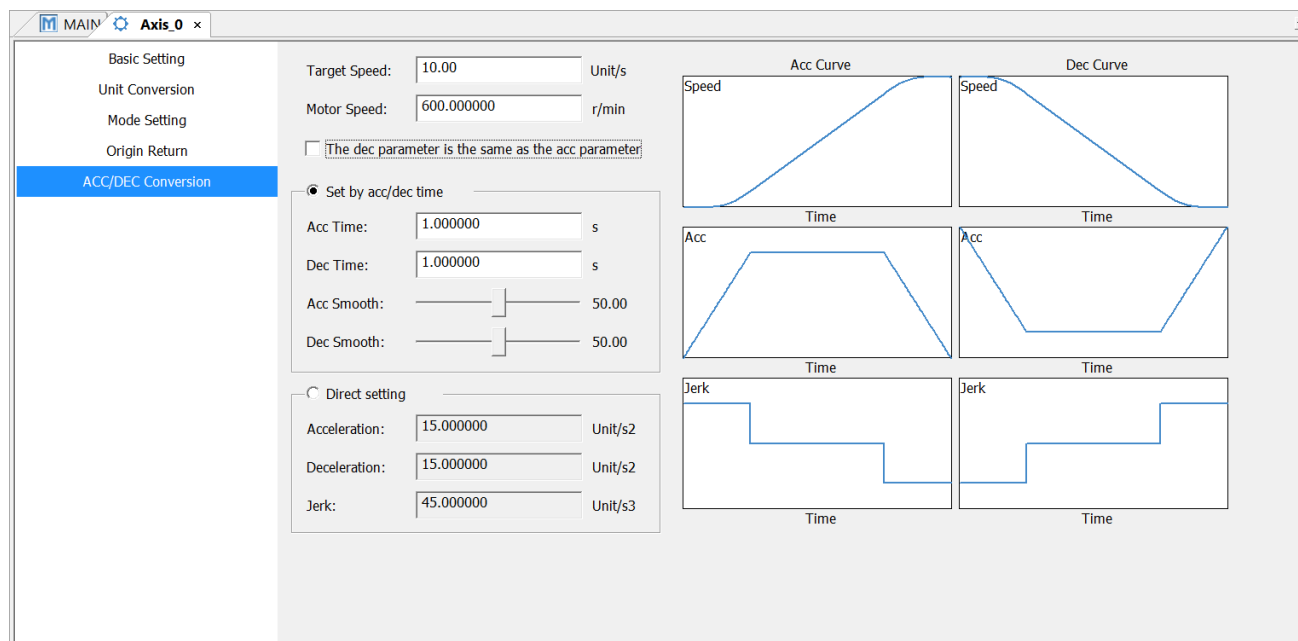 MAIN
Axis_0 ×
Basic Setting
Unit Conversion
Mode Setting
Origin Return
ACC/DEC Conversion
Target Speed: 10.00 Unit/s
Motor Speed: 600.000000 r/min
The dec parameter is the same as the acc parameter
Set by acc/dec time
Acc Time: 1.000000 s
Dec Time: 1.000000 s
Acc Smooth: 50.00
Dec Smooth: 50.00
Direct setting
Acceleration: 15.000000 Unit/s2
Deceleration: 15.000000 Unit/s2
Jerk: 45.000000 Unit/s3
Acc Curve
Speed
Time
Acc
Time
Jerk
Time
Dec Curve
Speed
Time
Acc
Time
Jerk
Time